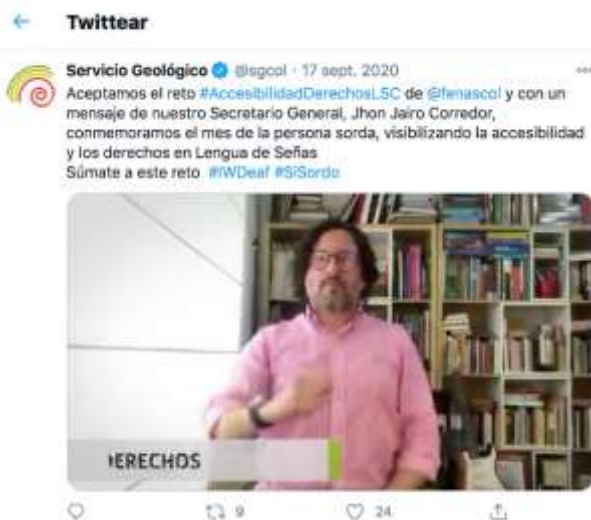 Twittear
Servicio Geológico @sgcol · 17 sept. 2020
Aceptamos el reto #AccesibilidadDerechosLSC de @fenascol y con un
mensaje de nuestro Secretario General, Jhon Jairo Corredor,
conmemoramos el mes de la persona sorda, visibilizando la accesibilidad
y los derechos en Lengua de Señas
Súmate a este reto #IWDeaf #SiSordo
DERECHOS
9 24